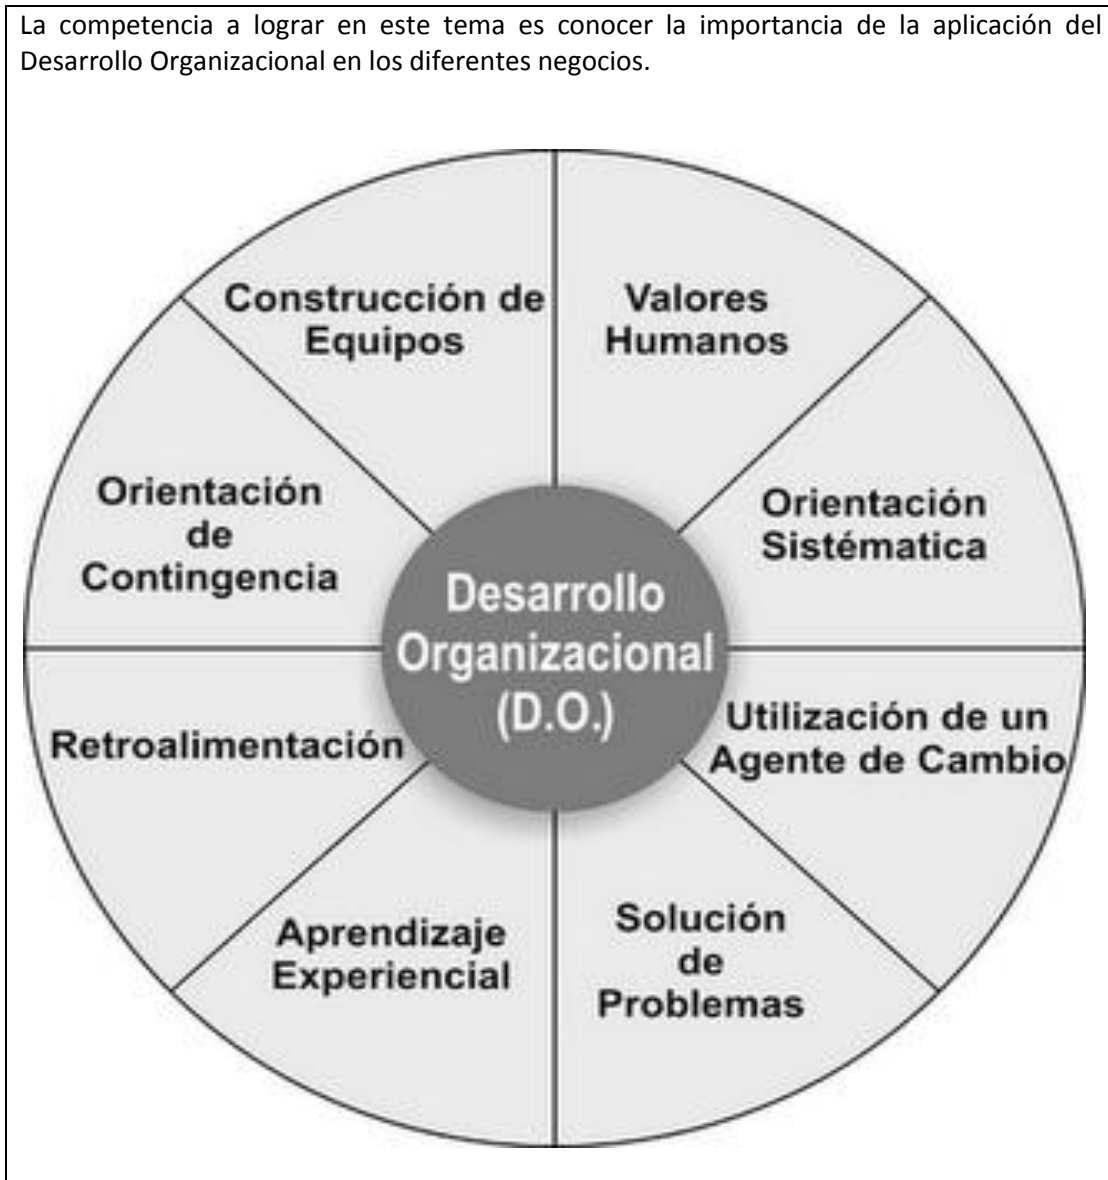 La competencia a lograr en este tema es conocer la importancia de la aplicación del
Desarrollo Organizacional en los diferentes negocios.
Construcción de
Equipos
Valores
Humanos
Orientación
Sistématica
Utilización de un
Agente de Cambio
Solución
de
Problemas
Aprendizaje
Experiencial
Retroalimentación
Orientación
de
Contingencia
Desarrollo
Organizacional
(D.O.)